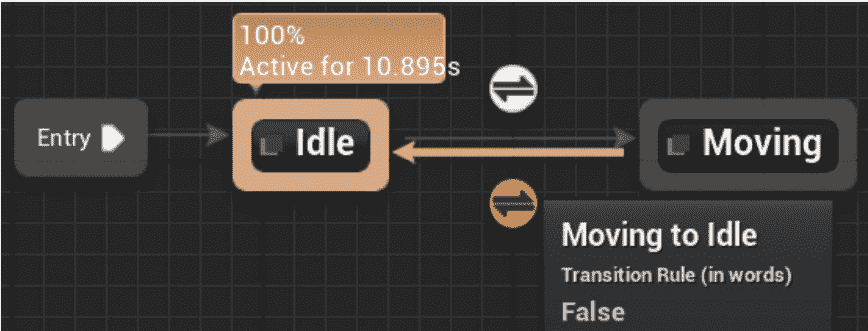 100%
Active for 10.895s
Entry
Idle
Moving
Moving to Idle
Transition Rule (in words)
False